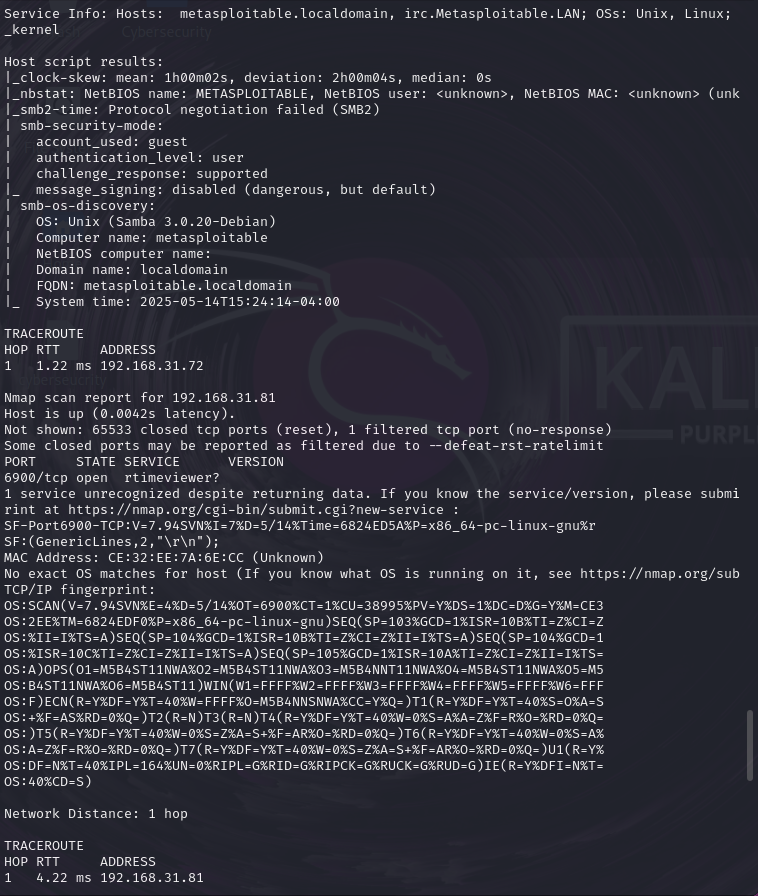 Service Info: Hosts:  metasploitable.localdomain, irc.Metasploitable.LAN; OSs: Unix, Linux;
_kernel

Host script results:
|_clock-skew: mean: 1h00m02s, deviation: 2h00m04s, median: 0s
|_nbstat: NetBIOS name: METASPLOITABLE, NetBIOS user: <unknown>, NetBIOS MAC: <unknown> (unk
|_smb2-time: Protocol negotiation failed (SMB2)
| smb-security-mode:
|   account_used: guest
|   authentication_level: user
|   challenge_response: supported
|_  message_signing: disabled (dangerous, but default)
| smb-os-discovery:
|   OS: Unix (Samba 3.0.20-Debian)
|   Computer name: metasploitable
|   NetBIOS computer name:
|   Domain name: localdomain
|   FQDN: metasploitable.localdomain
|_  System time: 2025-05-14T15:24:14-04:00

TRACEROUTE
HOP RTT     ADDRESS
1   1.22 ms 192.168.31.72

Nmap scan report for 192.168.31.81
Host is up (0.0042s latency).
Not shown: 65533 closed tcp ports (reset), 1 filtered tcp port (no-response)
Some closed ports may be reported as filtered due to --defeat-rst-ratelimit
PORT     STATE SERVICE      VERSION
6900/tcp open  rtimeviewer?
1 service unrecognized despite returning data. If you know the service/version, please submi
rint at https://nmap.org/cgi-bin/submit.cgi?new-service :
SF-Port6900-TCP:V=7.94SVN%I=7%D=5/14%Time=6824ED5A%P=x86_64-pc-linux-gnu%r
SF:(GenericLines,2,"\r\n");
MAC Address: CE:32:EE:7A:6E:CC (Unknown)
No exact OS matches for host (If you know what OS is running on it, see https://nmap.org/sub
TCP/IP fingerprint:
OS:SCAN(V=7.94SVN%E=4%D=5/14%OT=6900%CT=1%CU=38995%PV=Y%DS=1%DC=D%G=Y%M=CE3
OS:2EE%TM=6824EDF0%P=x86_64-pc-linux-gnu)SEQ(SP=103%GCD=1%ISR=10B%TI=Z%CI=Z
OS:%II=I%TS=A)SEQ(SP=104%GCD=1%ISR=10B%TI=Z%CI=Z%II=I%TS=A)SEQ(SP=104%GCD=1
OS:%ISR=10C%TI=Z%CI=Z%II=I%TS=A)SEQ(SP=105%GCD=1%ISR=10A%TI=Z%CI=Z%II=I%TS=
OS:A)OPS(O1=M5B4ST11NWA%O2=M5B4ST11NWA%O3=M5B4NNT11NWA%O4=M5B4ST11NWA%O5=M5
OS:B4ST11NWA%O6=M5B4ST11)WIN(W1=FFFF%W2=FFFF%W3=FFFF%W4=FFFF%W5=FFFF%W6=FFF
OS:F)ECN(R=Y%DF=Y%T=40%W=FFFF%O=M5B4NNSNWA%CC=Y%Q=)T1(R=Y%DF=Y%T=40%S=O%A=S
OS:+%F=AS%RD=0%Q=)T2(R=N)T3(R=N)T4(R=Y%DF=Y%T=40%W=0%S=A%A=Z%F=R%O=%RD=0%Q=
OS:)T5(R=Y%DF=Y%T=40%W=0%S=Z%A=S+%F=AR%O=%RD=0%Q=)T6(R=Y%DF=Y%T=40%W=0%S=A%
OS:A=Z%F=R%O=%RD=0%Q=)T7(R=Y%DF=Y%T=40%W=0%S=Z%A=S+%F=AR%O=%RD=0%Q=)U1(R=Y%
OS:DF=N%T=40%IPL=164%UN=0%RIPL=G%RID=G%RIPCK=G%RUCK=G%RUD=G)IE(R=Y%DFI=N%T=
OS:40%CD=S)

Network Distance: 1 hop

TRACEROUTE
HOP RTT     ADDRESS
1   4.22 ms 192.168.31.81
Cybersecurity
KAL
PURPL